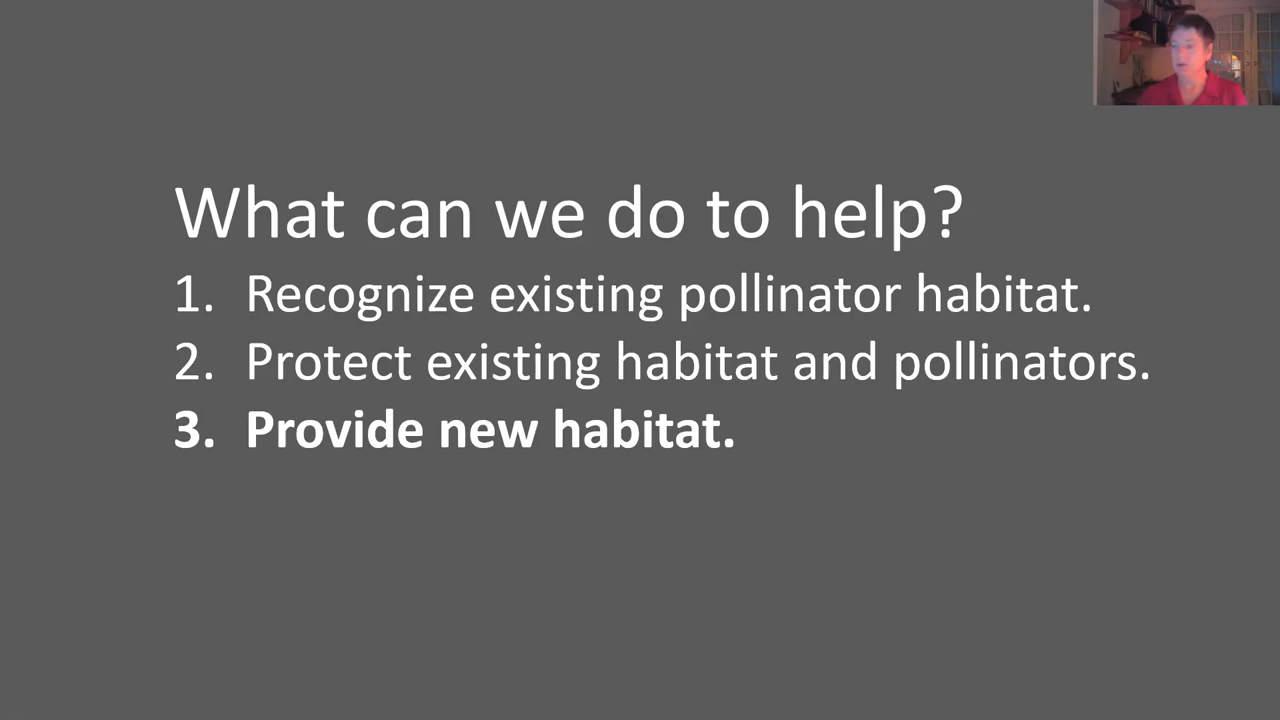 What can we do to help?
1. Recognize existing pollinator habitat.
2. Protect existing habitat and pollinators.
3. Provide new habitat.